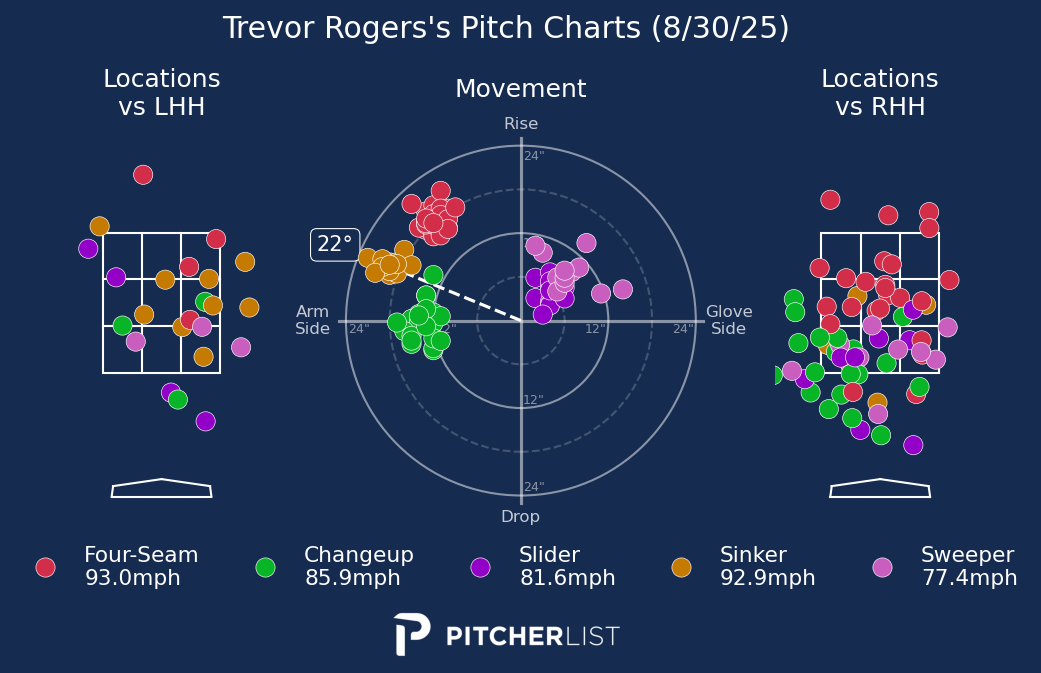 Trevor Rogers's Pitch Charts (8/30/25)
Locations
vs LHH
Movement
Locations
vs RHH
Rise
24"
22°
Arm
Side
24"
12"
24"
Glove
Side
12"
24"
Drop
Four-Seam
93.0mph
Changeup
85.9mph
Slider
81.6mph
Sinker
92.9mph
Sweeper
77.4mph
PITCHERLIST